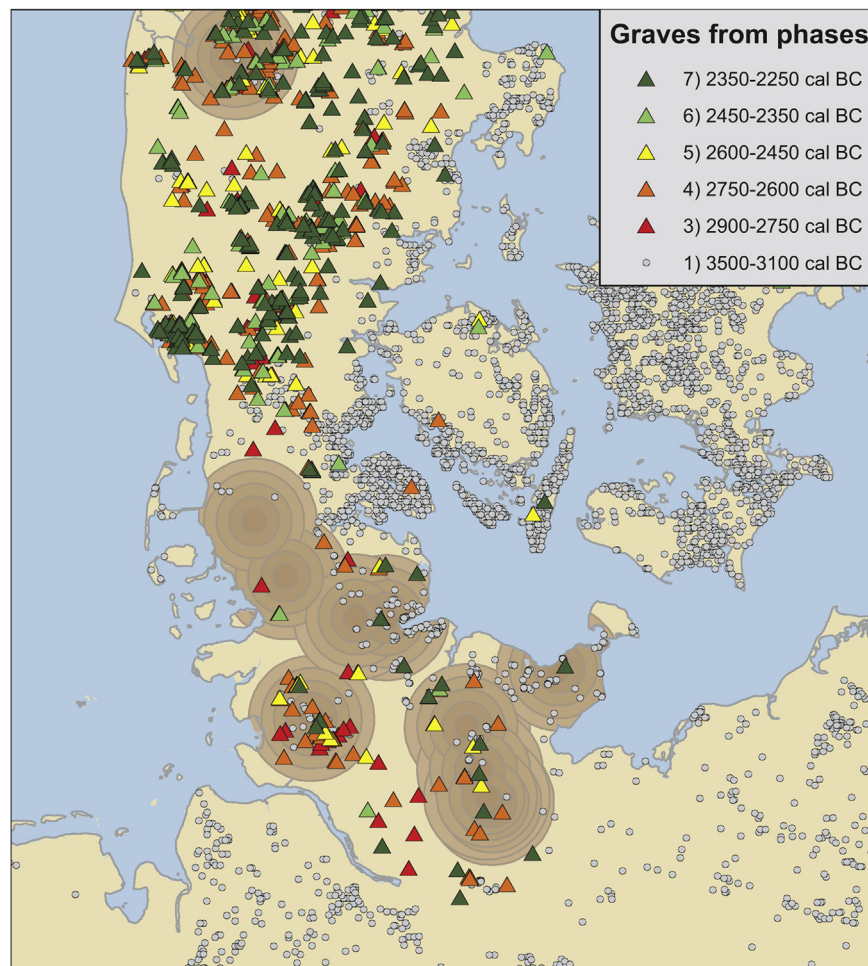 Graves from phases
7) 2350-2250 cal BC
6) 2450-2350 cal BC
5) 2600-2450 cal BC
4) 2750-2600 cal BC
3) 2900-2750 cal BC
1) 3500-3100 cal BC